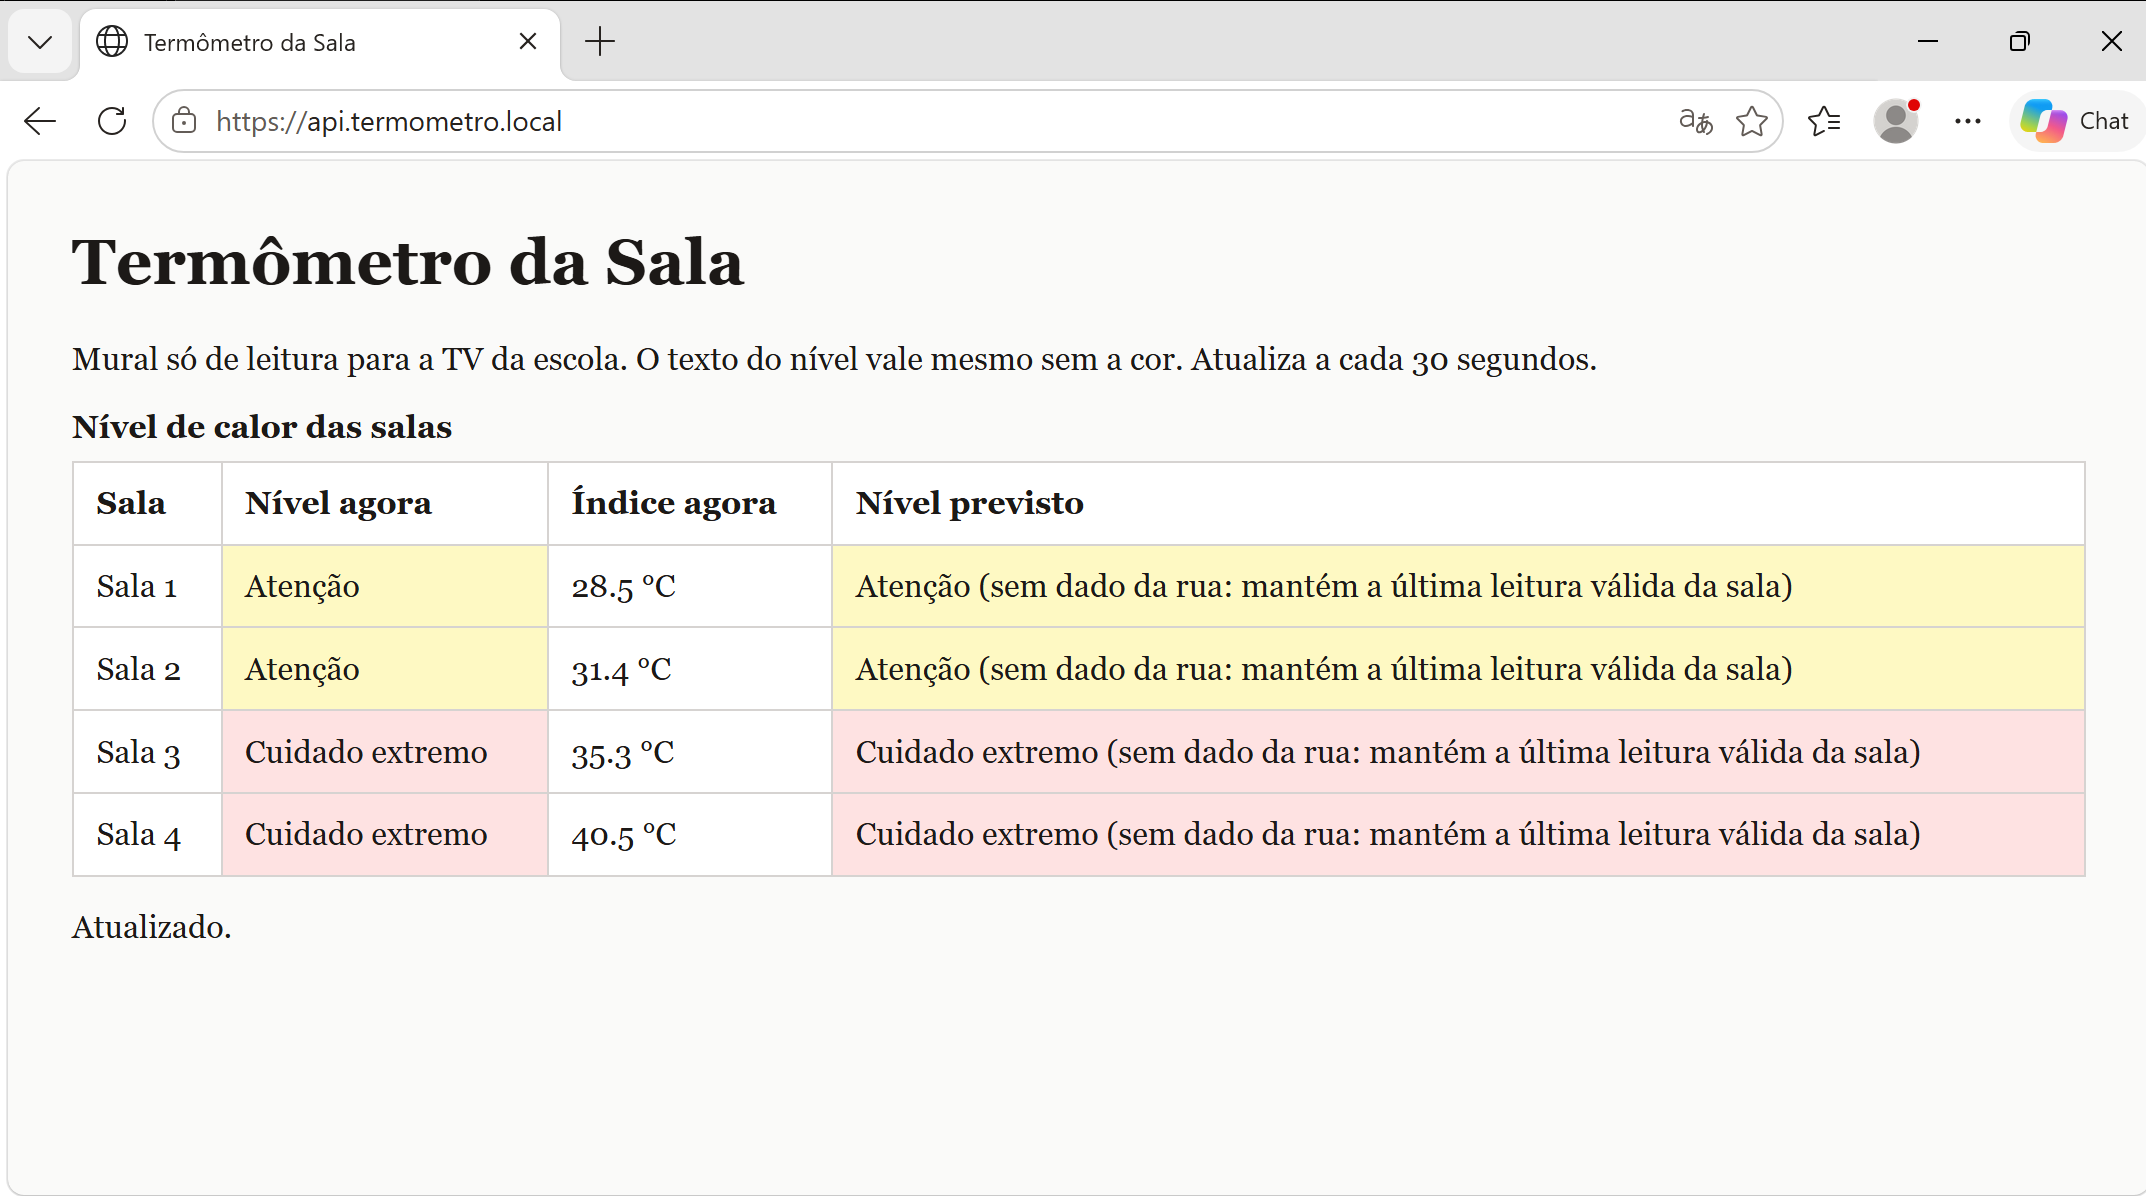 Termômetro da Sala
https://api.termometro.local
aあ
Chat
Termômetro da Sala
Mural só de leitura para a TV da escola. O texto do nível vale mesmo sem a cor. Atualiza a cada 30 segundos.
Nível de calor das salas
Sala Nível agora Índice agora Nível previsto
Sala 1 Atenção 28.5 °C Atenção (sem dado da rua: mantém a última leitura válida da sala)
Sala 2 Atenção 31.4 °C Atenção (sem dado da rua: mantém a última leitura válida da sala)
Sala 3 Cuidado extremo 35.3 °C Cuidado extremo (sem dado da rua: mantém a última leitura válida da sala)
Sala 4 Cuidado extremo 40.5 °C Cuidado extremo (sem dado da rua: mantém a última leitura válida da sala)
Atualizado.